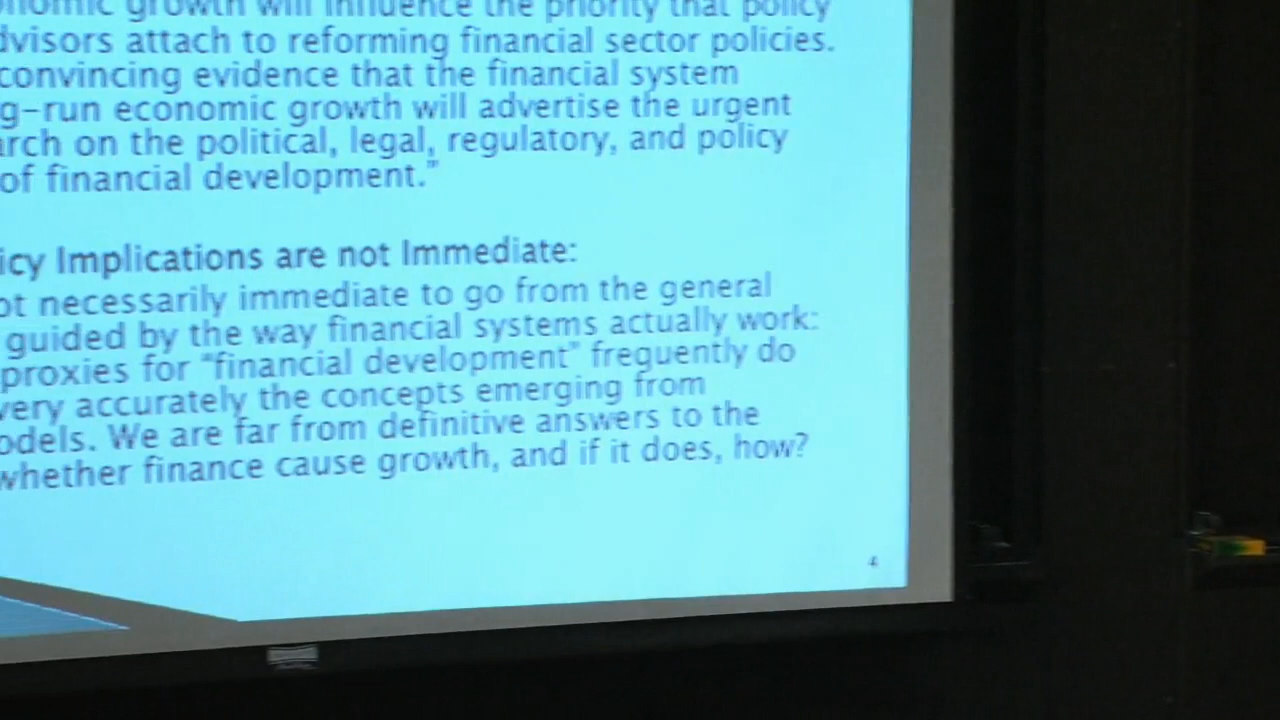 nomic growth will influence the priority that policy
dvisors attach to reforming financial sector policies.
convincing evidence that the financial system
g-run economic growth will advertise the urgent
arch on the political, legal, regulatory, and policy
of financial development."
icy Implications are not Immediate:
ot necessarily immediate to go from the general
guided by the way financial systems actually work:
proxies for "financial development" frequently do
very accurately the concepts emerging from
odels. We are far from definitive answers to the
whether finance cause growth, and if it does, how?
4